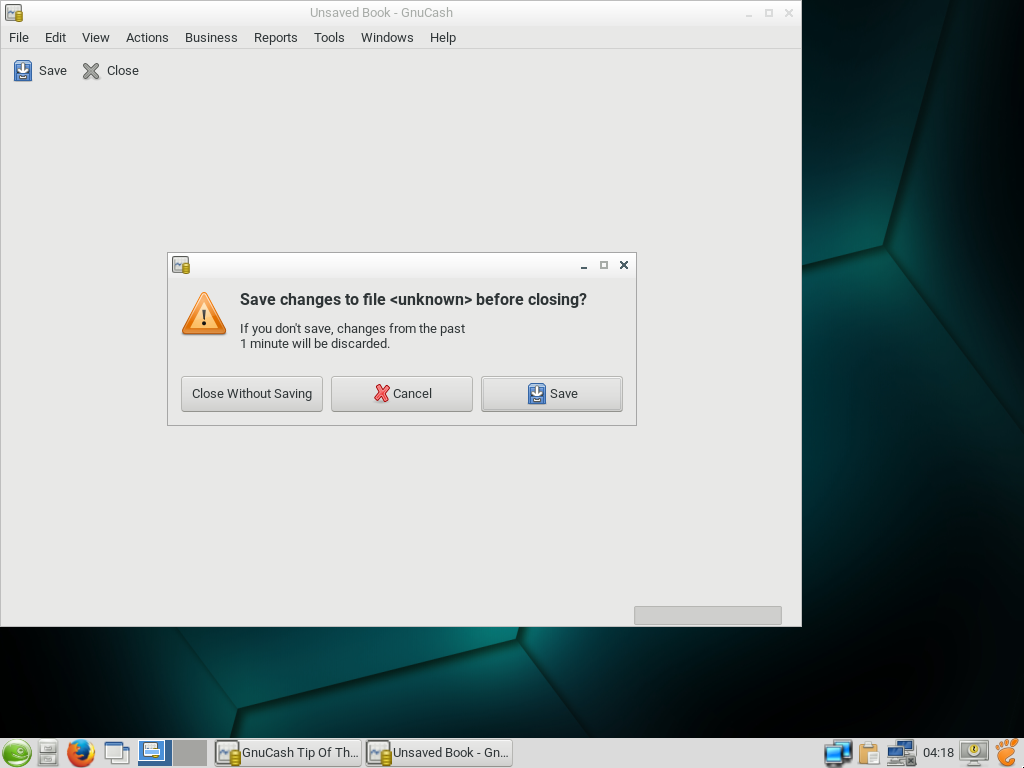 Unsaved Book - GnuCash
File Edit View Actions Business Reports Tools Windows Help
Save Close
Save changes to file <unknown> before closing?
If you don't save, changes from the past
1 minute will be discarded.
Close Without Saving Cancel Save
GnuCash Tip Of Th... Unsaved Book - Gn... 04:18